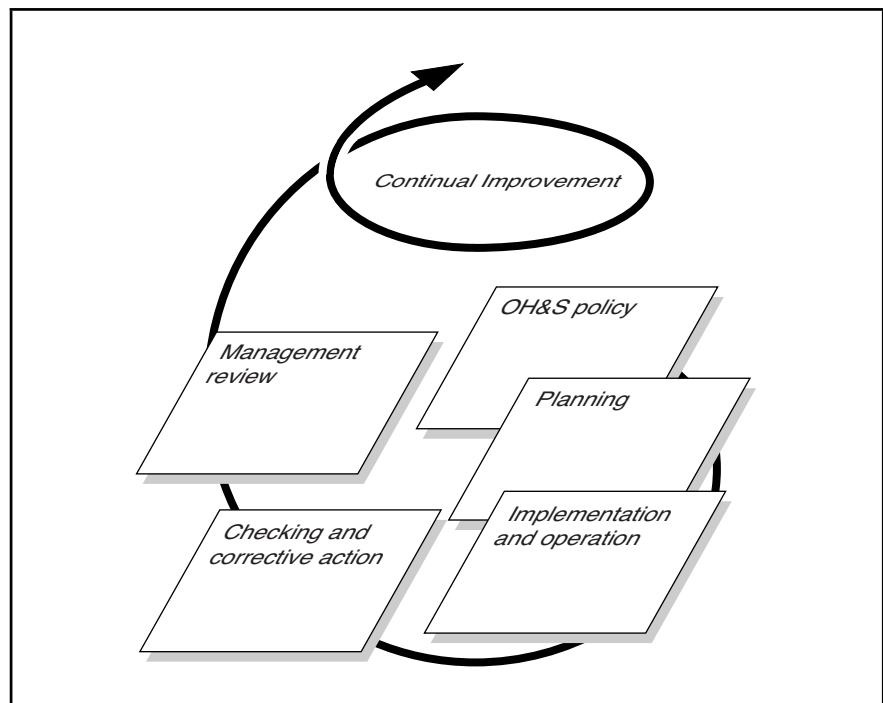 Continual Improvement
OH&S policy
Management
review
Planning
Implementation
and operation
Checking and
corrective action